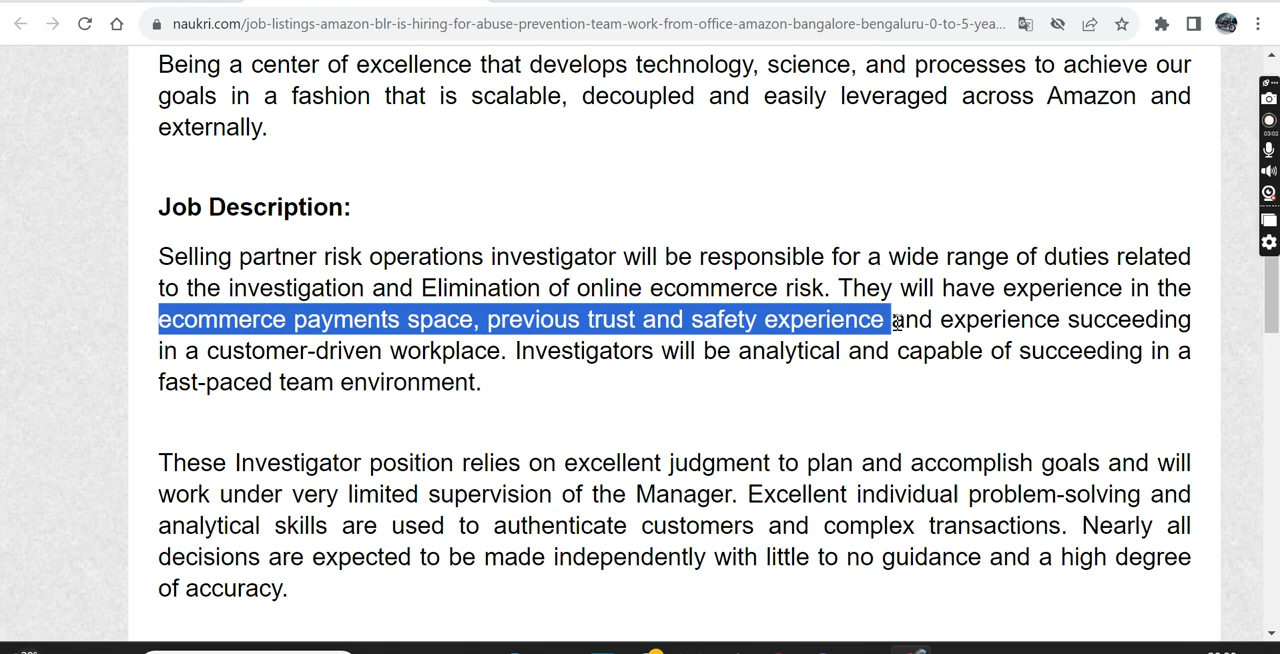 naukri.com/job-listings-amazon-blr-is-hiring-for-abuse-prevention-team-work-from-office-amazon-bangalore-bengaluru-0-to-5-yea...
Being a center of excellence that develops technology, science, and processes to achieve our
goals in a fashion that is scalable, decoupled and easily leveraged across Amazon and
externally.
03:02
Job Description:
Selling partner risk operations investigator will be responsible for a wide range of duties related
to the investigation and Elimination of online ecommerce risk. They will have experience in the
ecommerce payments space, previous trust and safety experience and experience succeeding
in a customer-driven workplace. Investigators will be analytical and capable of succeeding in a
fast-paced team environment.
These Investigator position relies on excellent judgment to plan and accomplish goals and will
work under very limited supervision of the Manager. Excellent individual problem-solving and
analytical skills are used to authenticate customers and complex transactions. Nearly all
decisions are expected to be made independently with little to no guidance and a high degree
of accuracy.